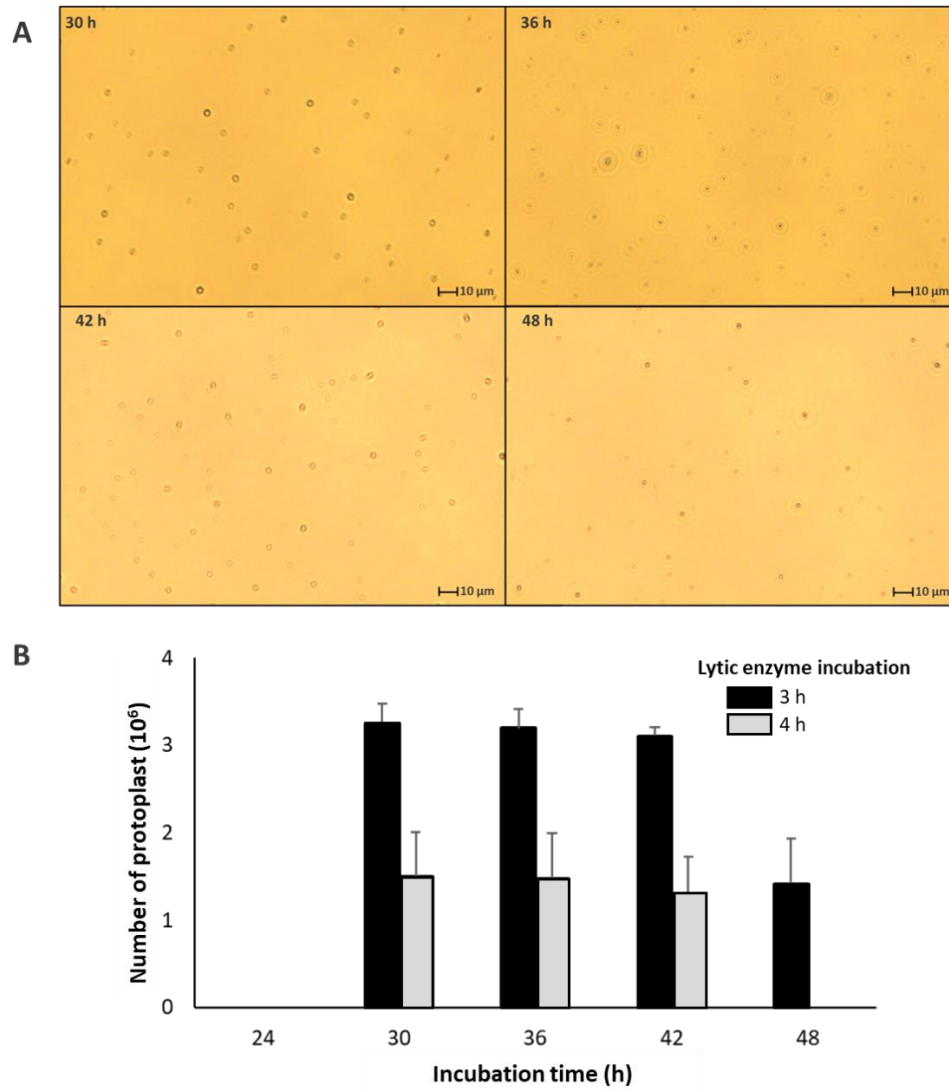 A
30 h
36 h
10 µm
10 µm
42 h
48 h
10 µm
10 µm
B
Number of protoplast (10⁶)
4
3
2
1
0
Lytic enzyme incubation
3 h
4 h
24 30 36 42 48
Incubation time (h)